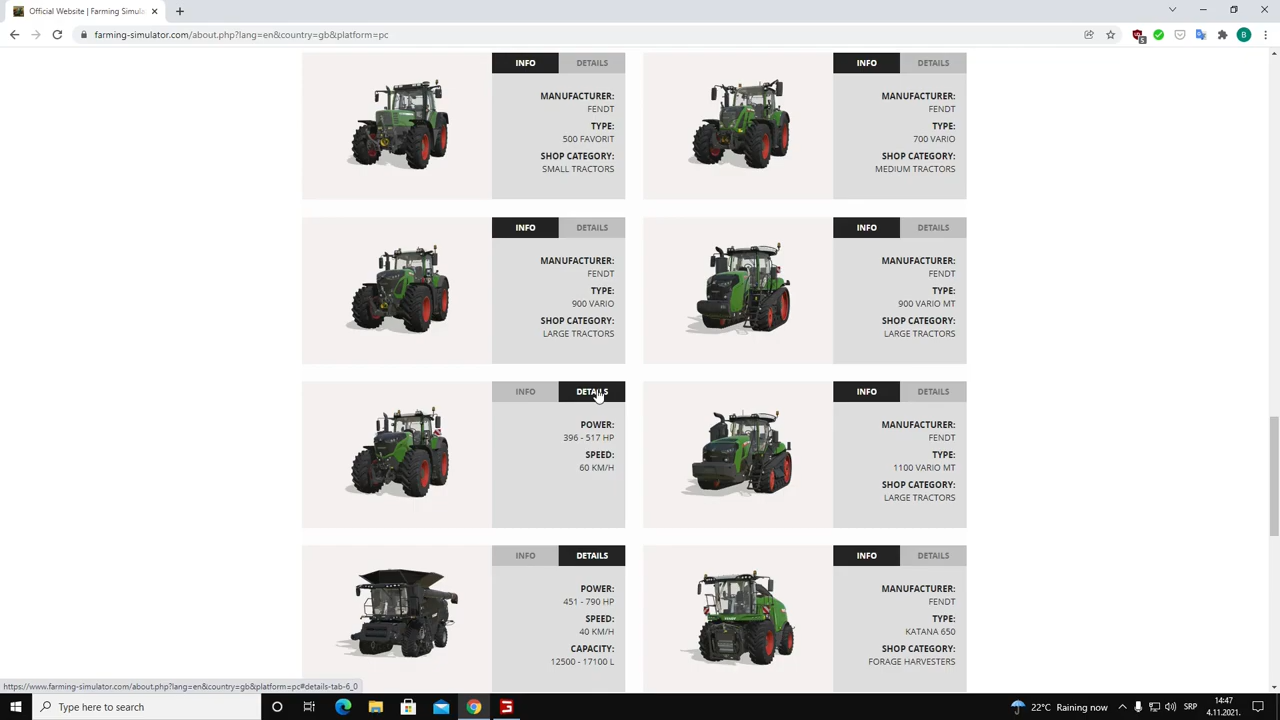 Official Website | Farming Simula
farming-simulator.com/about.php?lang=en&country=gb&platform=pc
5
B
INFO DETAILS
MANUFACTURER:
FENDT
TYPE:
500 FAVORIT
SHOP CATEGORY:
SMALL TRACTORS
INFO DETAILS
MANUFACTURER:
FENDT
TYPE:
700 VARIO
SHOP CATEGORY:
MEDIUM TRACTORS
INFO DETAILS
MANUFACTURER:
FENDT
TYPE:
900 VARIO
SHOP CATEGORY:
LARGE TRACTORS
INFO DETAILS
MANUFACTURER:
FENDT
TYPE:
900 VARIO MT
SHOP CATEGORY:
LARGE TRACTORS
INFO DETAILS
POWER:
396 - 517 HP
SPEED:
60 KM/H
INFO DETAILS
MANUFACTURER:
FENDT
TYPE:
1100 VARIO MT
SHOP CATEGORY:
LARGE TRACTORS
INFO DETAILS
POWER:
451 - 790 HP
SPEED:
40 KM/H
CAPACITY:
12500 - 17100 L
INFO DETAILS
MANUFACTURER:
FENDT
TYPE:
KATANA 650
SHOP CATEGORY:
FORAGE HARVESTERS
https://www.farming-simulator.com/about.php?lang=en&country=gb&platform=pc#details-tab-6_0
Type here to search
22°C Raining now
SRP
14:47
4.11.2021.